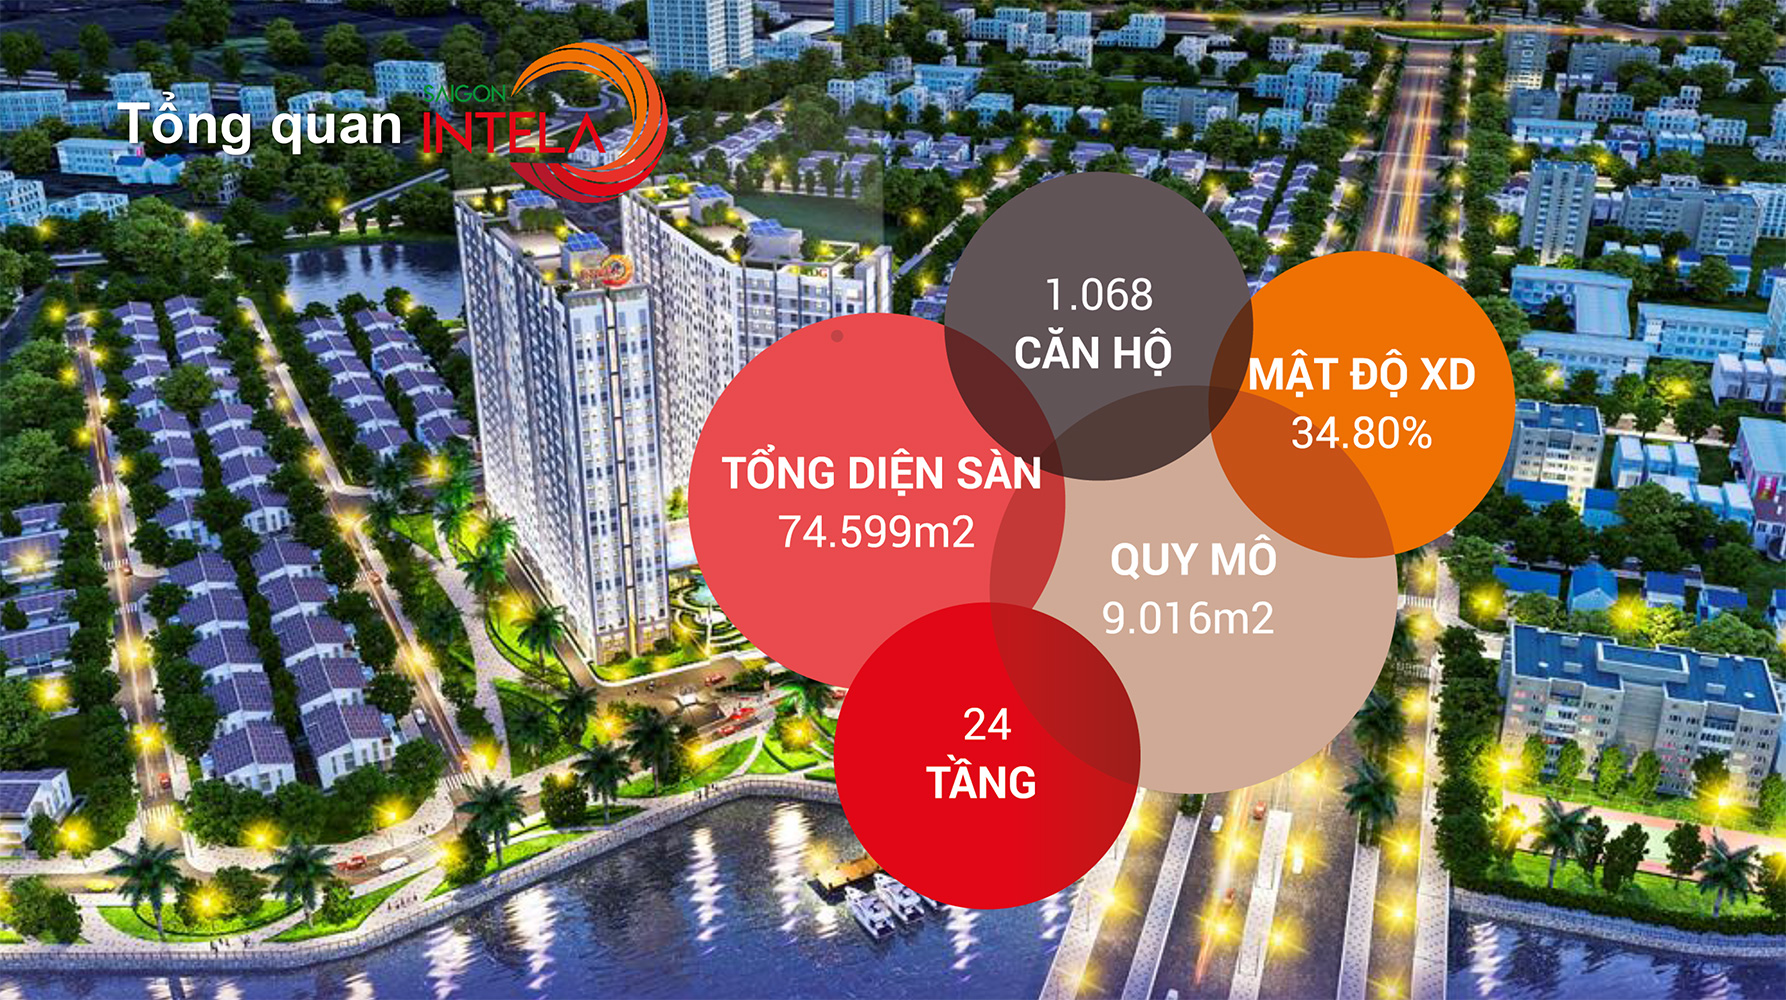 Tổng quan
SAIGON
INTELA
1.068
CĂN HỘ
MẬT ĐỘ XD
34.80%
TỔNG DIỆN SÀN
74.599m2
QUY MÔ
9.016m2
24
TẦNG